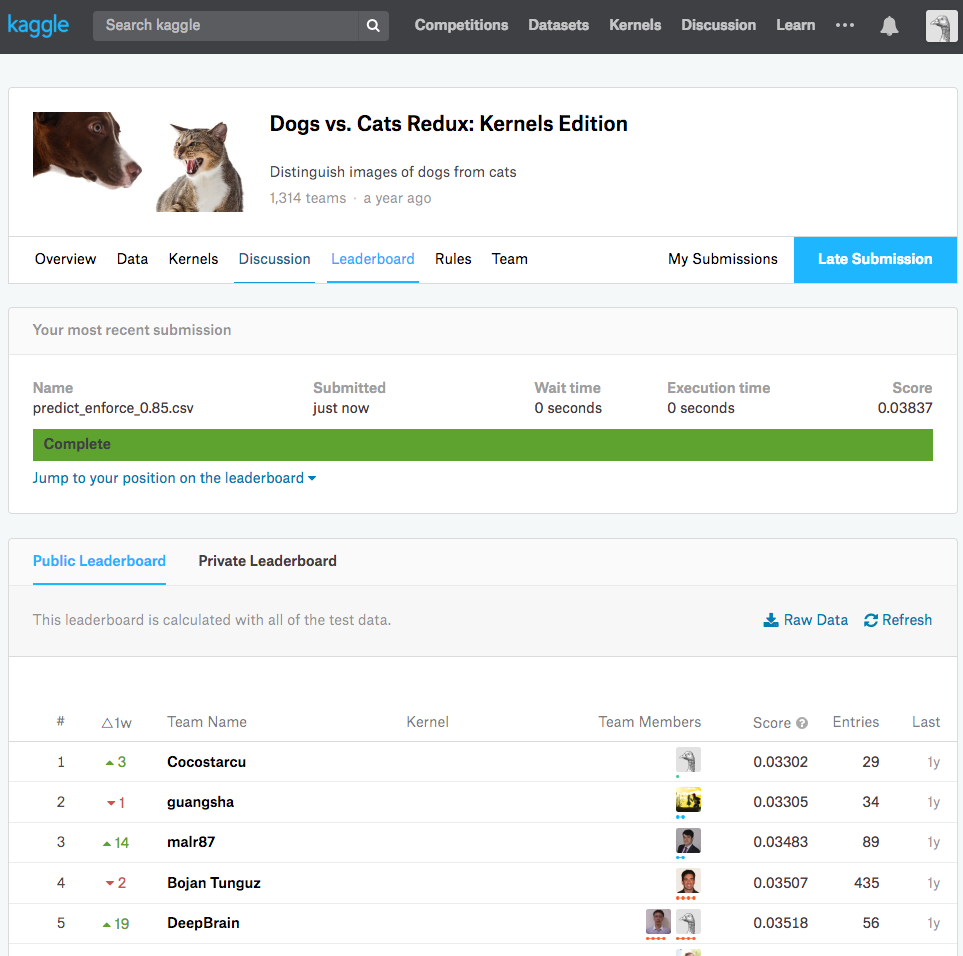 kaggle Search kaggle Competitions Datasets Kernels Discussion Learn •••
Dogs vs. Cats Redux: Kernels Edition
Distinguish images of dogs from cats
1,314 teams · a year ago
Overview Data Kernels Discussion Leaderboard Rules Team My Submissions Late Submission
Your most recent submission
Name Submitted Wait time Execution time Score
predict_enforce_0.85.csv just now 0 seconds 0 seconds 0.03837
Complete
Jump to your position on the leaderboard
Public Leaderboard Private Leaderboard
This leaderboard is calculated with all of the test data. Raw Data Refresh
# △1w Team Name Kernel Team Members Score ? Entries Last
1 ▲3 Cocostarcu 0.03302 29 1y
2 ▼1 guangsha 0.03305 34 1y
3 ▲14 malr87 0.03483 89 1y
4 ▼2 Bojan Tunguz 0.03507 435 1y
5 ▲19 DeepBrain 0.03518 56 1y